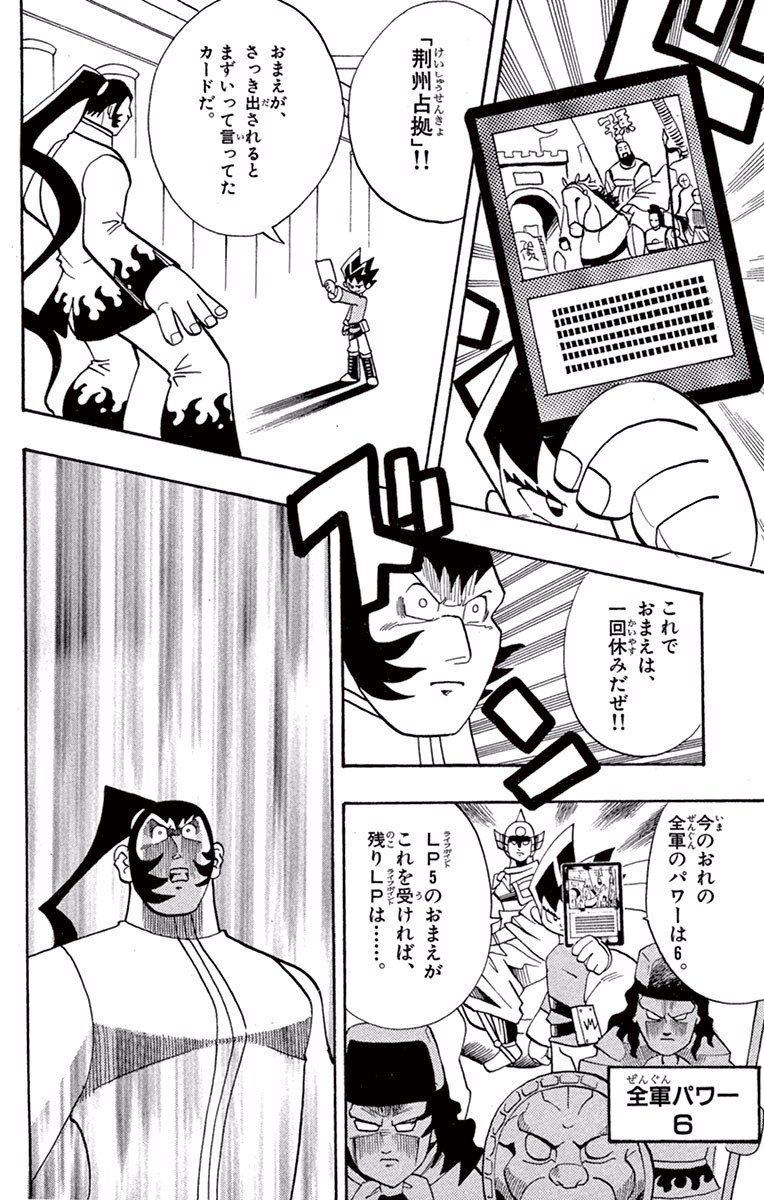 「荆州占拠」!!
おまえが、
さっき出されると
まずいって言ってた
カードだ。
ズン
これで
おまえは、
一回休みだぜ!!
今のおれの
全軍のパワーは6。
LP5のおまえが
これを受ければ、
残りLPは……。
全軍パワー
6